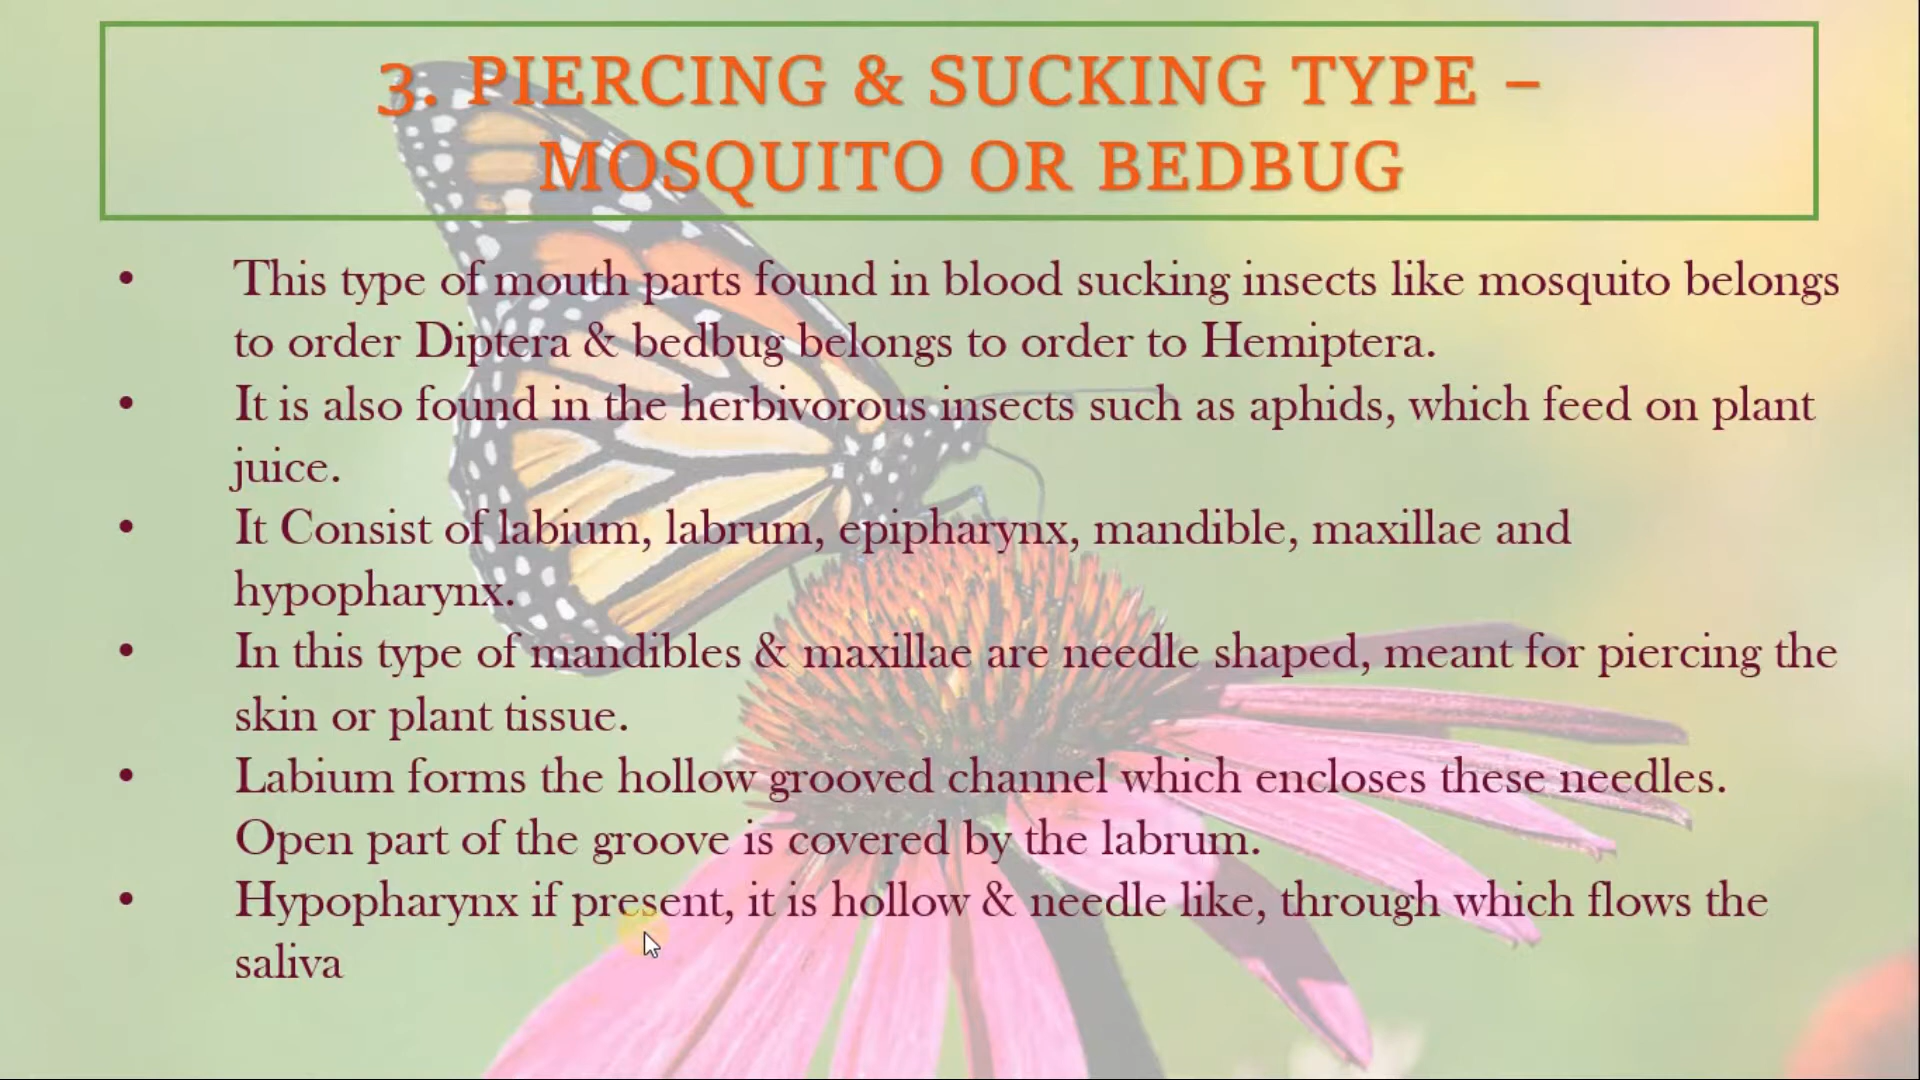 3. PIERCING & SUCKING TYPE –
MOSQUITO OR BEDBUG
• This type of mouth parts found in blood sucking insects like mosquito belongs
to order Diptera & bedbug belongs to order to Hemiptera.
• It is also found in the herbivorous insects such as aphids, which feed on plant
juice.
• It Consist of labium, labrum, epipharynx, mandible, maxillae and
hypopharynx.
• In this type of mandibles & maxillae are needle shaped, meant for piercing the
skin or plant tissue.
• Labium forms the hollow grooved channel which encloses these needles.
Open part of the groove is covered by the labrum.
• Hypopharynx if present, it is hollow & needle like, through which flows the
saliva